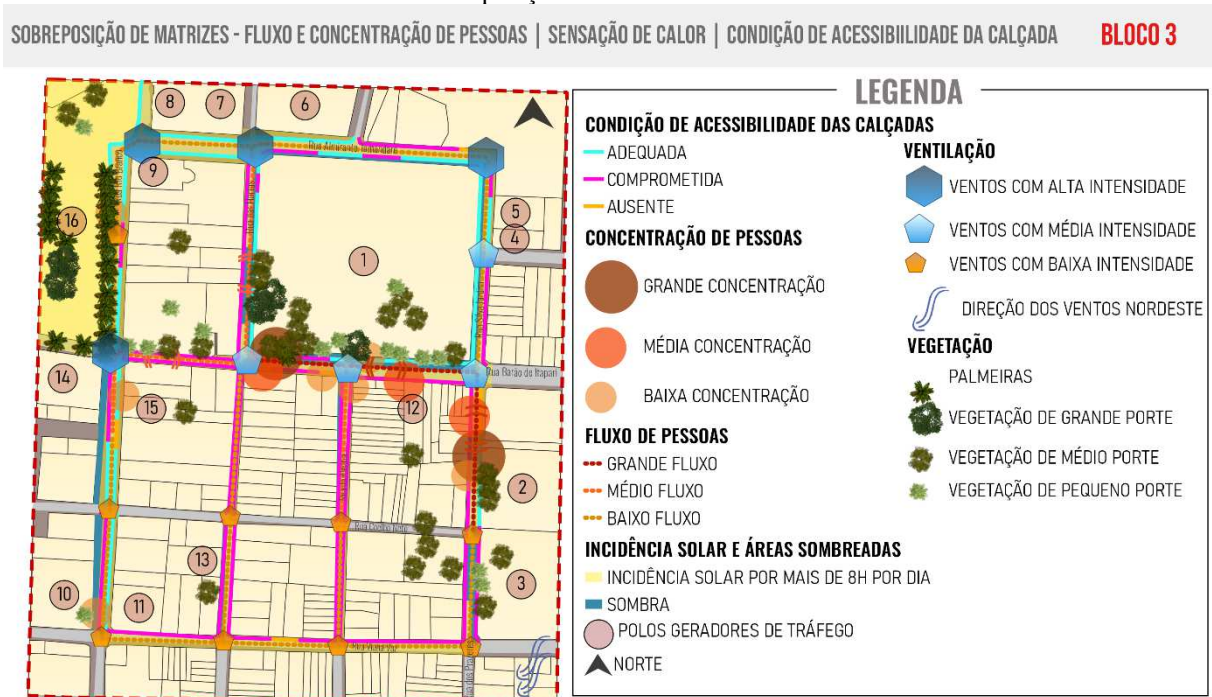 SOBREPOSIÇÃO DE MATRIZES - FLUXO E CONCENTRAÇÃO DE PESSOAS | SENSAÇÃO DE CALOR | CONDIÇÃO DE ACESSIBIILIDADE DA CALÇADA BLOCO 3
8
7
6
9
16
5
4
1
Rua Barão de Itapari
14
15
12
2
13
3
10
11
LEGENDA
CONDIÇÃO DE ACESSIBILIDADE DAS CALÇADAS
ADEQUADA
COMPROMETIDA
AUSENTE
CONCENTRAÇÃO DE PESSOAS
GRANDE CONCENTRAÇÃO
MÉDIA CONCENTRAÇÃO
BAIXA CONCENTRAÇÃO
FLUXO DE PESSOAS
GRANDE FLUXO
MÉDIO FLUXO
BAIXO FLUXO
INCIDÊNCIA SOLAR E ÁREAS SOMBREADAS
INCIDÊNCIA SOLAR POR MAIS DE 8H POR DIA
SOMBRA
POLOS GERADORES DE TRÁFEGO
NORTE
VENTILAÇÃO
VENTOS COM ALTA INTENSIDADE
VENTOS COM MÉDIA INTENSIDADE
VENTOS COM BAIXA INTENSIDADE
DIREÇÃO DOS VENTOS NORDESTE
VEGETAÇÃO
PALMEIRAS
VEGETAÇÃO DE GRANDE PORTE
VEGETAÇÃO DE MÉDIO PORTE
VEGETAÇÃO DE PEQUENO PORTE